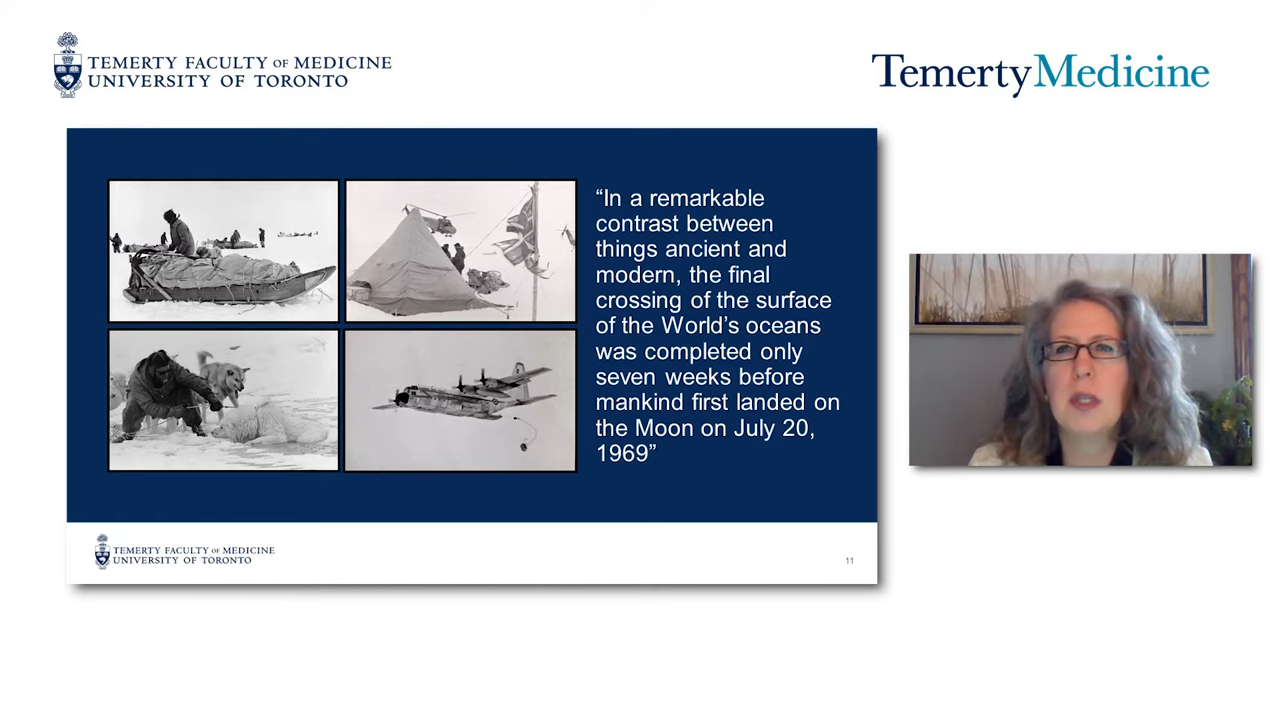 TEMERTY FACULTY OF MEDICINE
UNIVERSITY OF TORONTO
TemertyMedicine
“In a remarkable
contrast between
things ancient and
modern, the final
crossing of the surface
of the World’s oceans
was completed only
seven weeks before
mankind first landed on
the Moon on July 20,
1969”
TEMERTY FACULTY OF MEDICINE
UNIVERSITY OF TORONTO
11